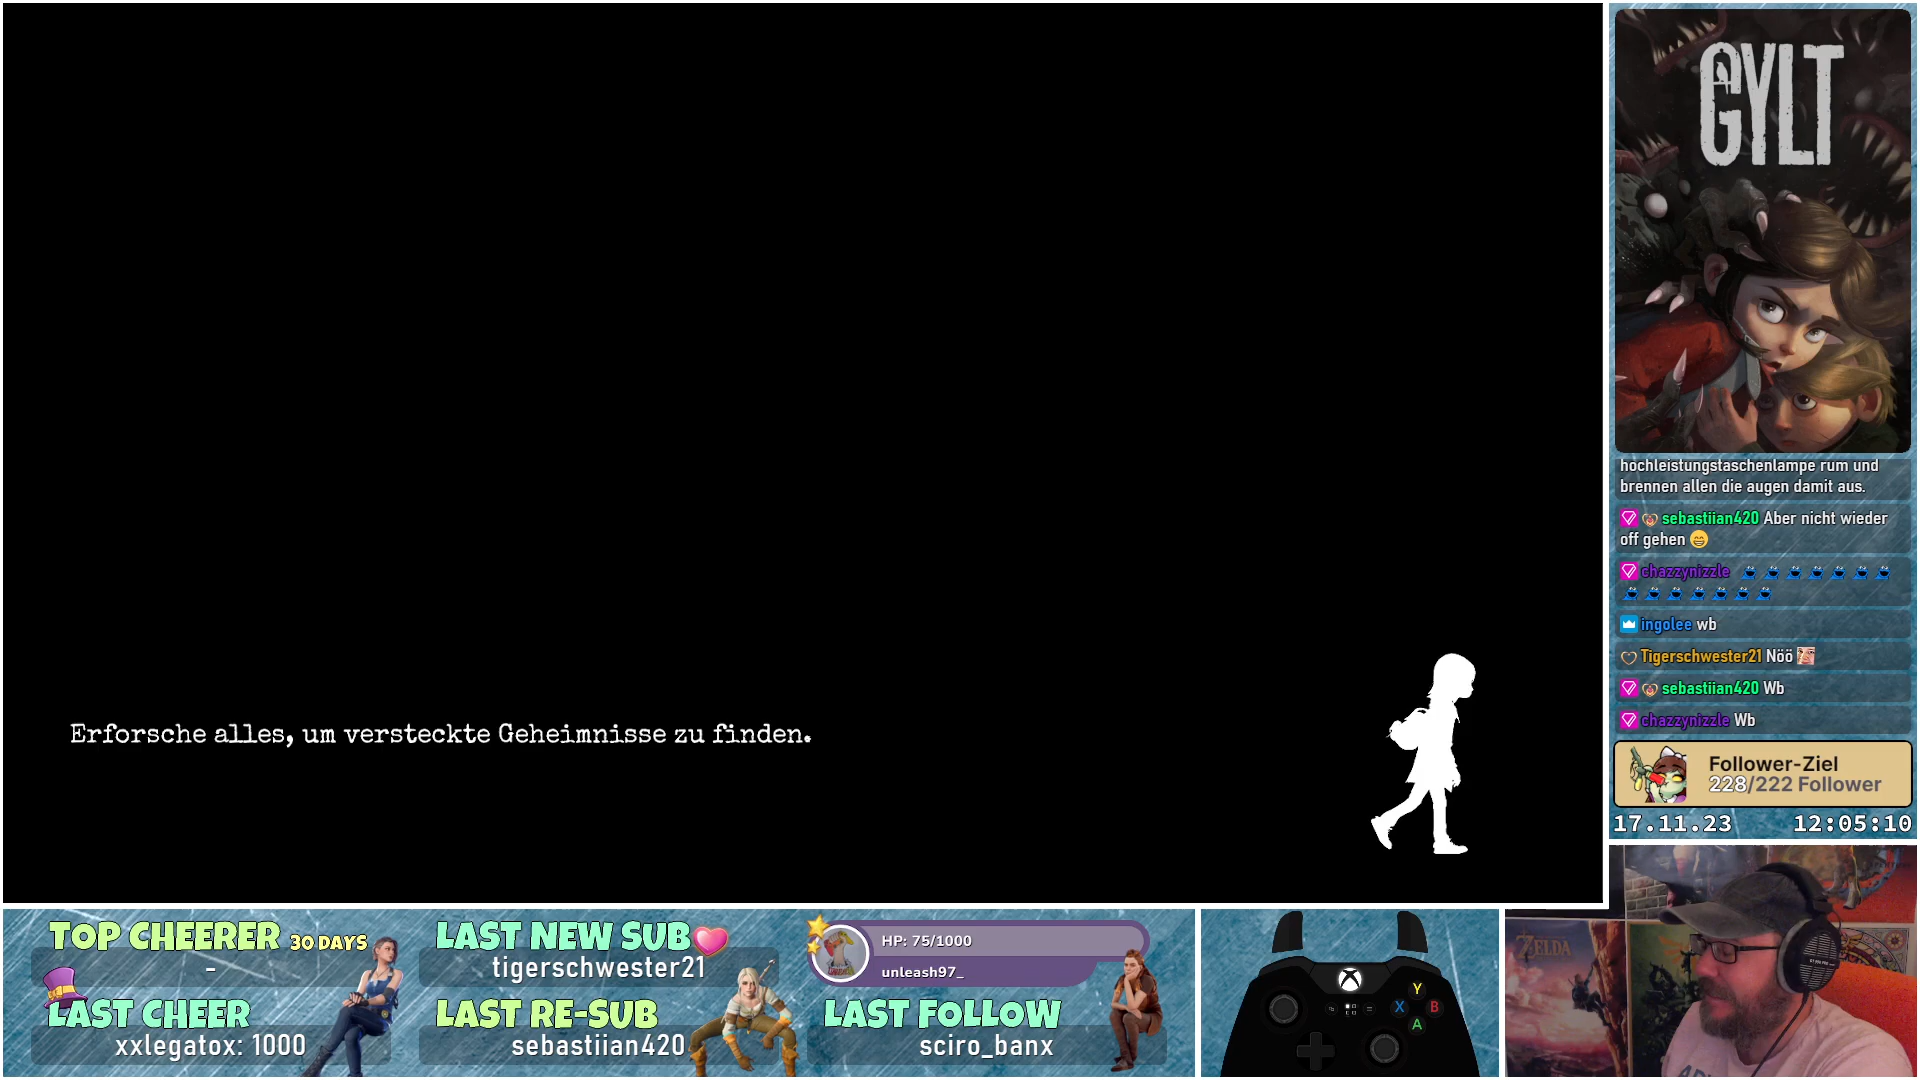 GYLT
hochleistungstaschenlampe rum und
brennen allen die augen damit aus.
sebastiian420 Aber nicht wieder
off gehen
chazzynizzle
ingolee wb
Tigerschwester21 Nöö
sebastiian420 Wb
chazzynizzle Wb
Erforsche alles, um versteckte Geheimnisse zu finden.
Follower-Ziel
228/222 Follower
17.11.23 12:05:10
TOP CHEERER 30 DAYS
-
LAST CHEER
xxlegatox: 1000
LAST NEW SUB
tigerschwester21
LAST RE-SUB
sebastiian420
HP: 75/1000
unleash97_
LAST FOLLOW
sciro_banx
Y
X B
A
ZELDA